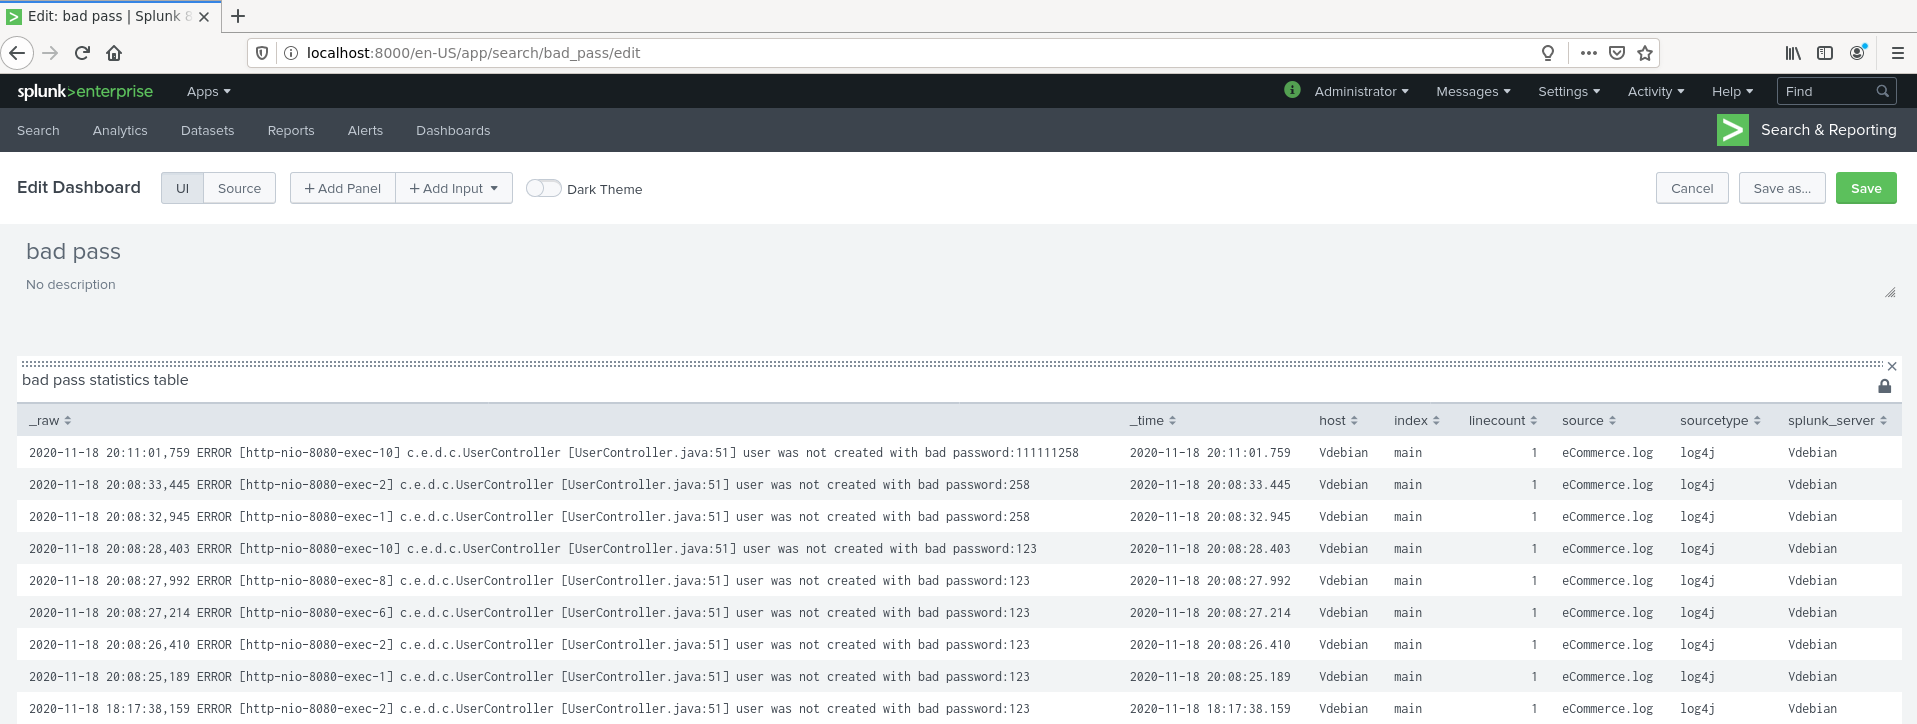 Edit: bad pass | Splunk 8
localhost:8000/en-US/app/search/bad_pass/edit
splunk>enterprise Apps Administrator Messages Settings Activity Help Find
Search Analytics Datasets Reports Alerts Dashboards Search & Reporting
Edit Dashboard UI Source + Add Panel + Add Input Dark Theme Cancel Save as... Save
bad pass
No description
bad pass statistics table
_raw _time host index linecount source sourcetype splunk_server
2020-11-18 20:11:01,759 ERROR [http-nio-8080-exec-10] c.e.d.c.UserController [UserController.java:51] user was not created with bad password:111111258 2020-11-18 20:11:01.759 Vdebian main 1 eCommerce.log log4j Vdebian
2020-11-18 20:08:33,445 ERROR [http-nio-8080-exec-2] c.e.d.c.UserController [UserController.java:51] user was not created with bad password:258 2020-11-18 20:08:33.445 Vdebian main 1 eCommerce.log log4j Vdebian
2020-11-18 20:08:32,945 ERROR [http-nio-8080-exec-1] c.e.d.c.UserController [UserController.java:51] user was not created with bad password:258 2020-11-18 20:08:32.945 Vdebian main 1 eCommerce.log log4j Vdebian
2020-11-18 20:08:28,403 ERROR [http-nio-8080-exec-10] c.e.d.c.UserController [UserController.java:51] user was not created with bad password:123 2020-11-18 20:08:28.403 Vdebian main 1 eCommerce.log log4j Vdebian
2020-11-18 20:08:27,992 ERROR [http-nio-8080-exec-8] c.e.d.c.UserController [UserController.java:51] user was not created with bad password:123 2020-11-18 20:08:27.992 Vdebian main 1 eCommerce.log log4j Vdebian
2020-11-18 20:08:27,214 ERROR [http-nio-8080-exec-6] c.e.d.c.UserController [UserController.java:51] user was not created with bad password:123 2020-11-18 20:08:27.214 Vdebian main 1 eCommerce.log log4j Vdebian
2020-11-18 20:08:26,410 ERROR [http-nio-8080-exec-2] c.e.d.c.UserController [UserController.java:51] user was not created with bad password:123 2020-11-18 20:08:26.410 Vdebian main 1 eCommerce.log log4j Vdebian
2020-11-18 20:08:25,189 ERROR [http-nio-8080-exec-1] c.e.d.c.UserController [UserController.java:51] user was not created with bad password:123 2020-11-18 20:08:25.189 Vdebian main 1 eCommerce.log log4j Vdebian
2020-11-18 18:17:38,159 ERROR [http-nio-8080-exec-2] c.e.d.c.UserController [UserController.java:51] user was not created with bad password:123 2020-11-18 18:17:38.159 Vdebian main 1 eCommerce.log log4j Vdebian